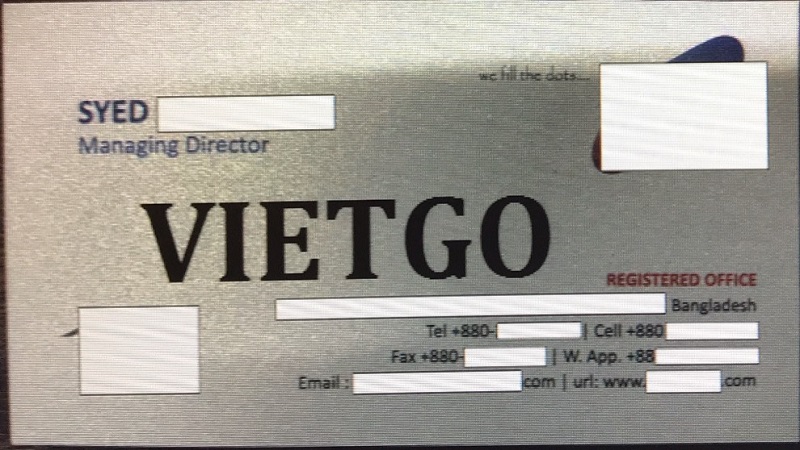 we fill the dots....
SYED
Managing Director
VIETGO
REGISTERED OFFICE
Bangladesh
Tel +880- | Cell +880
Fax +880- | W. App. +88
Email : com | url: www. .com